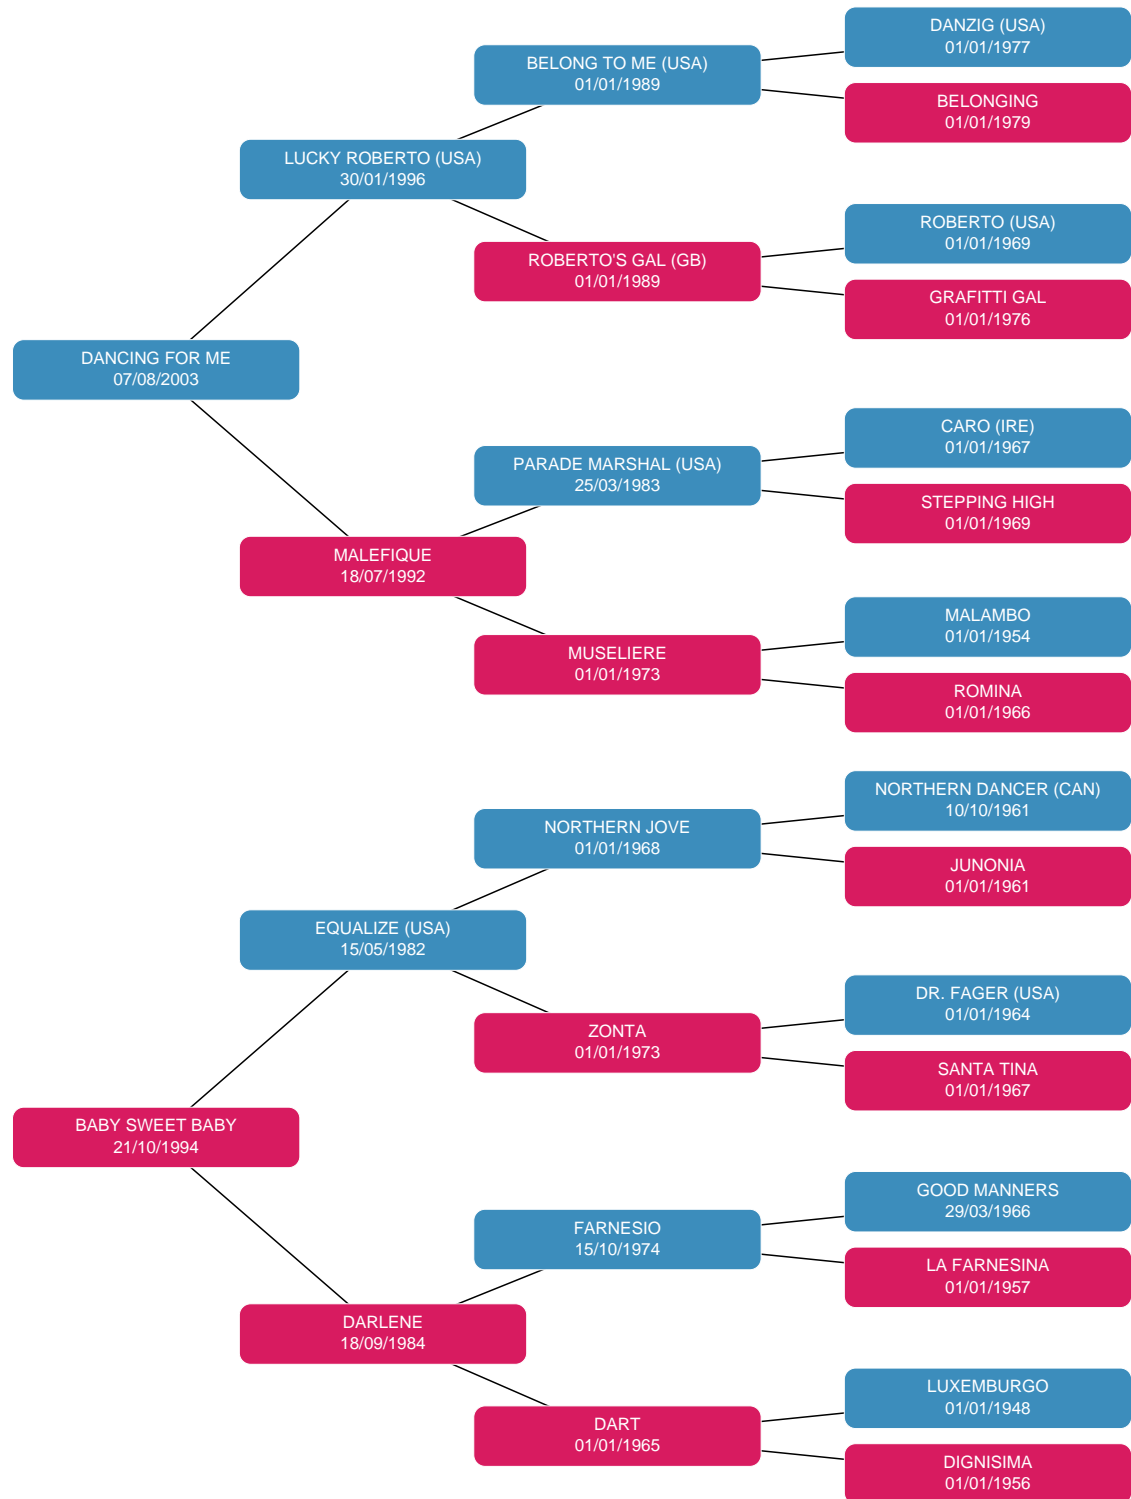 DANZIG (USA)
01/01/1977
BELONG TO ME (USA)
01/01/1989
BELONGING
01/01/1979
LUCKY ROBERTO (USA)
30/01/1996
ROBERTO (USA)
01/01/1969
ROBERTO'S GAL (GB)
01/01/1989
GRAFITTI GAL
01/01/1976
DANCING FOR ME
07/08/2003
CARO (IRE)
01/01/1967
PARADE MARSHAL (USA)
25/03/1983
STEPPING HIGH
01/01/1969
MALEFIQUE
18/07/1992
MALAMBO
01/01/1954
MUSELIERE
01/01/1973
ROMINA
01/01/1966
NORTHERN DANCER (CAN)
10/10/1961
NORTHERN JOVE
01/01/1968
JUNONIA
01/01/1961
EQUALIZE (USA)
15/05/1982
DR. FAGER (USA)
01/01/1964
ZONTA
01/01/1973
SANTA TINA
01/01/1967
BABY SWEET BABY
21/10/1994
GOOD MANNERS
29/03/1966
FARNESIO
15/10/1974
LA FARNESINA
01/01/1957
DARLENE
18/09/1984
LUXEMBURGO
01/01/1948
DART
01/01/1965
DIGNISIMA
01/01/1956